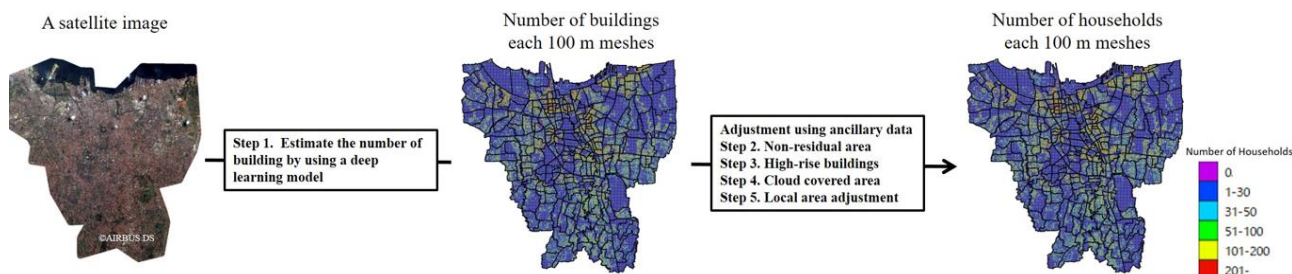 A satellite image
©AIRBUS DS
Step 1. Estimate the number of
building by using a deep
learning model
Number of buildings
each 100 m meshes
Adjustment using ancillary data
Step 2. Non-residual area
Step 3. High-rise buildings
Step 4. Cloud covered area
Step 5. Local area adjustment
Number of households
each 100 m meshes
Number of Households
0
1-30
31-50
51-100
101-200
201-